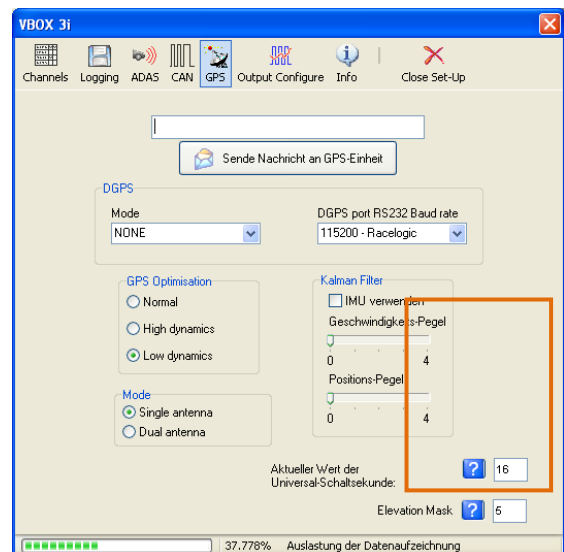 VBOX 3i
Channels Logging ADAS CAN GPS Output Configure Info Close Set-Up
Sende Nachricht an GPS-Einheit
DGPS
Mode DGPS port RS232 Baud rate
NONE 115200 - Racelogic
GPS Optimisation
Normal
High dynamics
Low dynamics
Mode
Single antenna
Dual antenna
Kalman Filter
IMU verwenden
Geschwindigkeits-Pegel
0 4
Positions-Pegel
0 4
Aktueller Wert der
Universal-Schaltsekunde:
? 16
Elevation Mask ? 5
37.778% Auslastung der Datenaufzeichnung